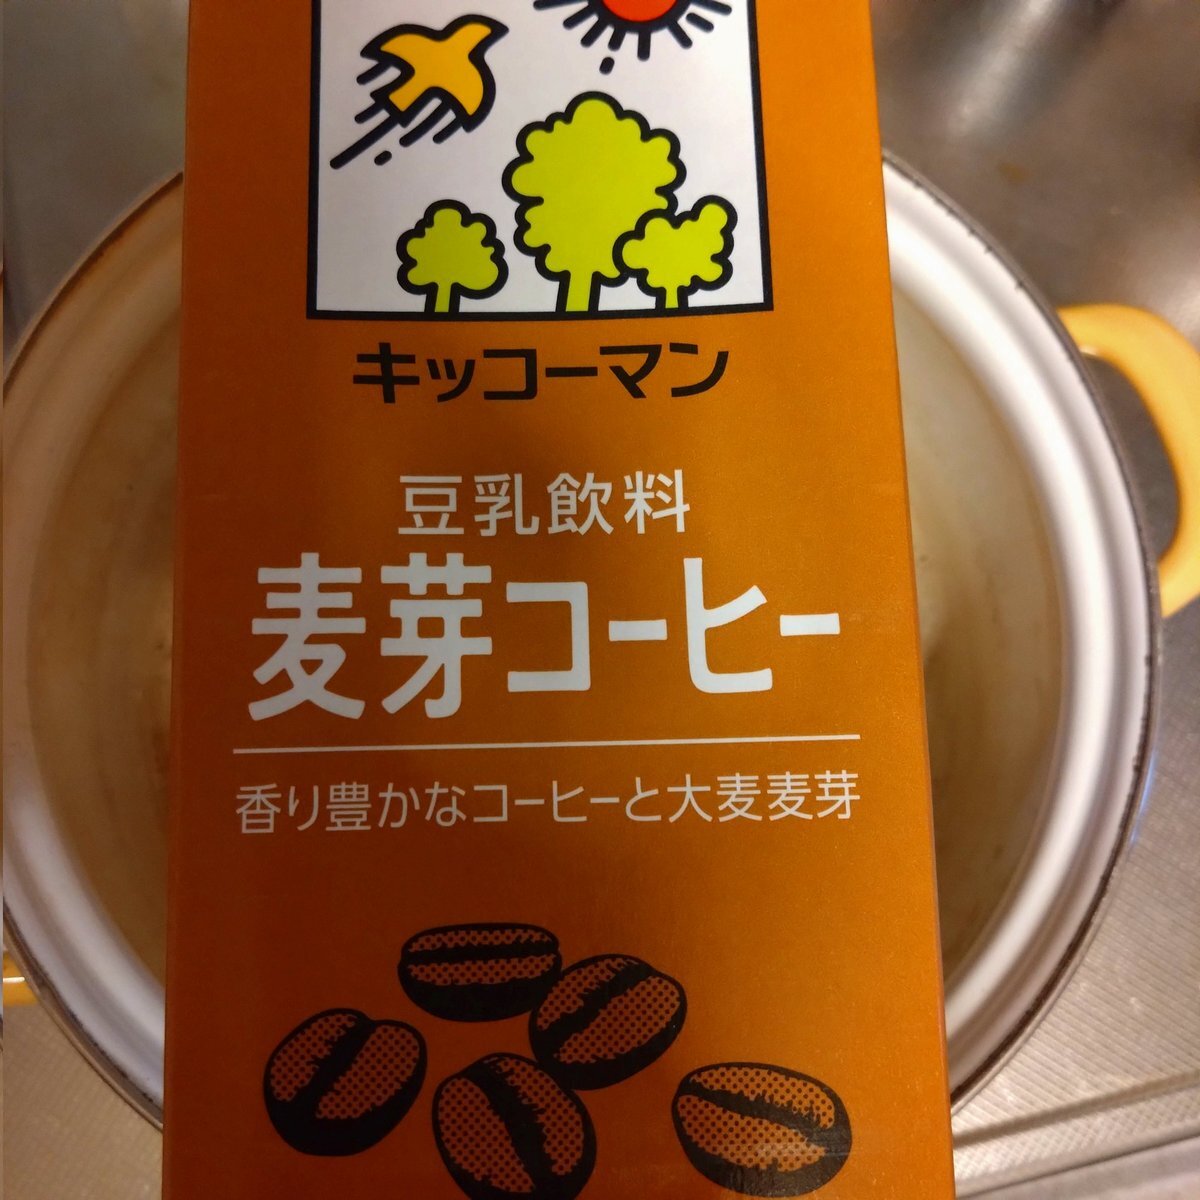 キッコーマン
豆乳飲料
麦芽コーヒー
香り豊かなコーヒーと大麦麦芽